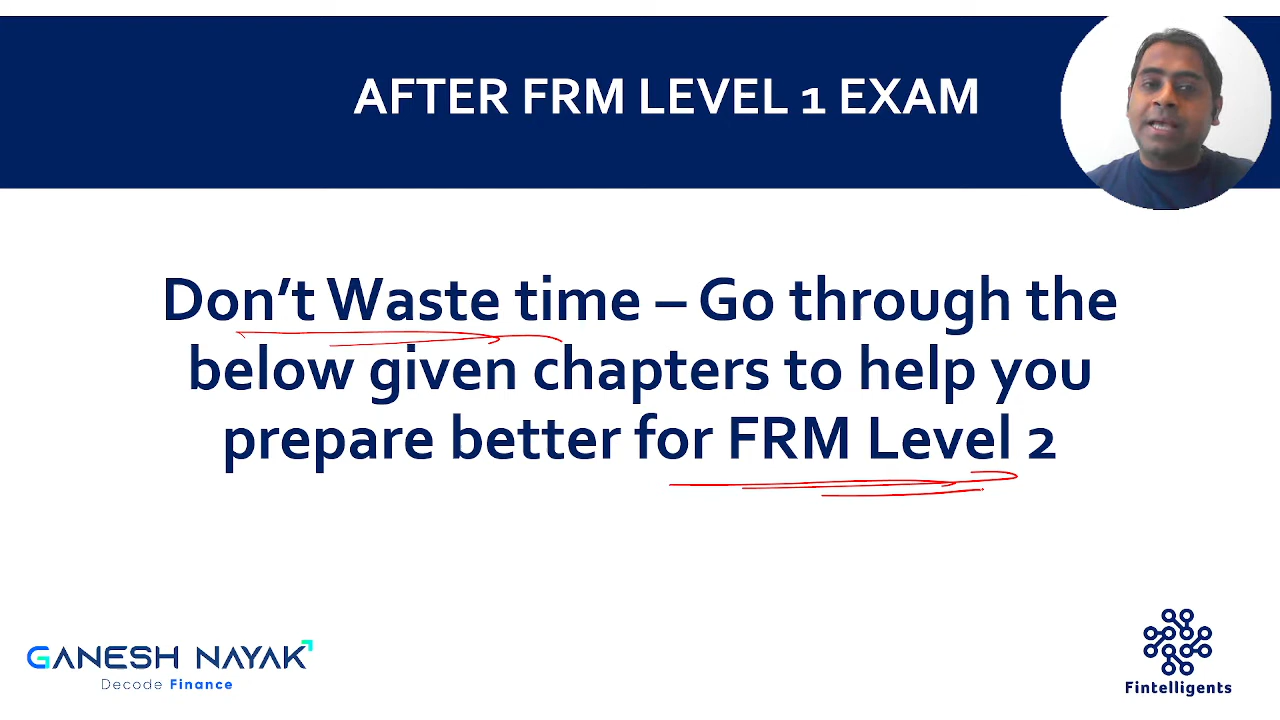 AFTER FRM LEVEL 1 EXAM
Don’t Waste time – Go through the
below given chapters to help you
prepare better for FRM Level 2
GANESH NAYAK
Decode Finance
Fintelligents